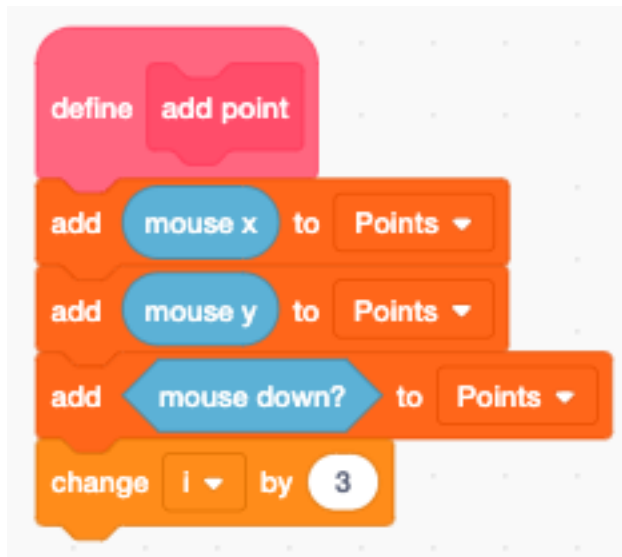 define add point
add mouse x to Points
add mouse y to Points
add mouse down? to Points
change i by 3